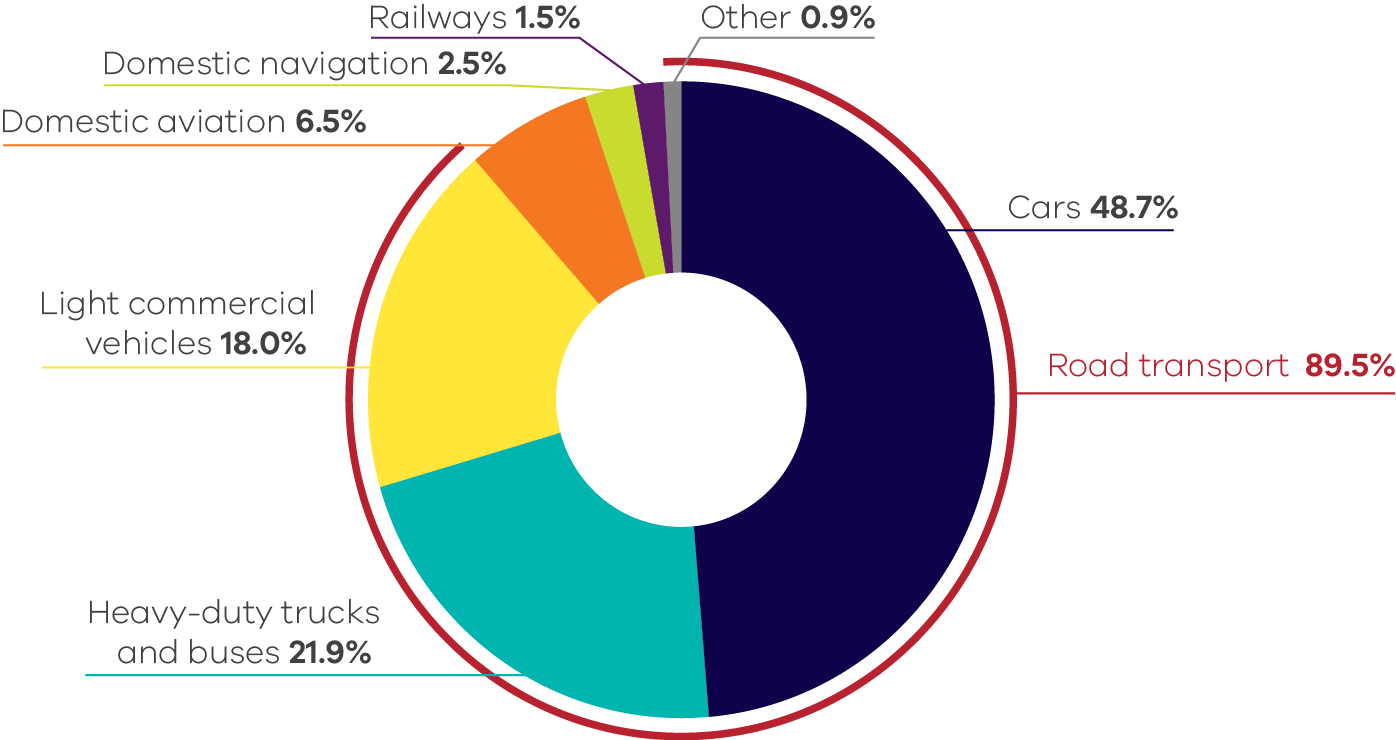 Railways 1.5%
Other 0.9%
Domestic navigation 2.5%
Domestic aviation 6.5%
Cars 48.7%
Light commercial
vehicles 18.0%
Road transport 89.5%
Heavy-duty trucks
and buses 21.9%